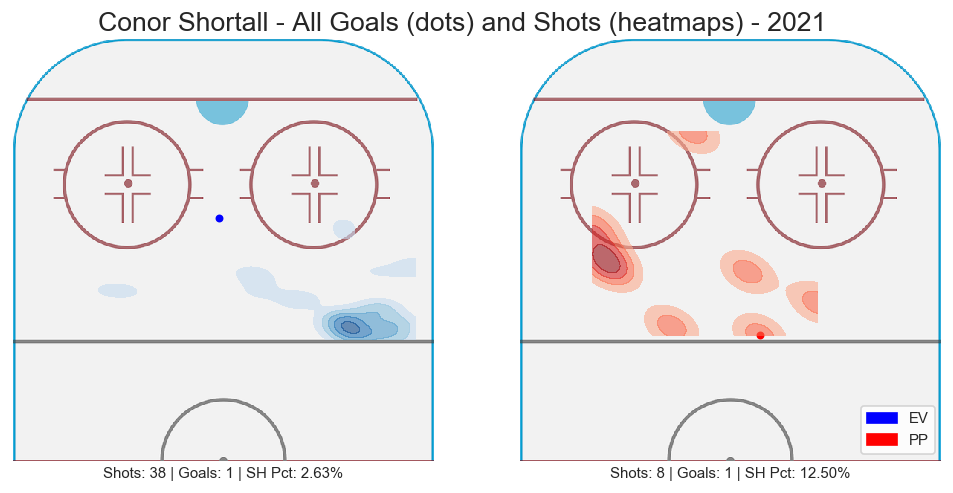 Conor Shortall - All Goals (dots) and Shots (heatmaps) - 2021
EV
PP
Shots: 38 | Goals: 1 | SH Pct: 2.63%
Shots: 8 | Goals: 1 | SH Pct: 12.50%